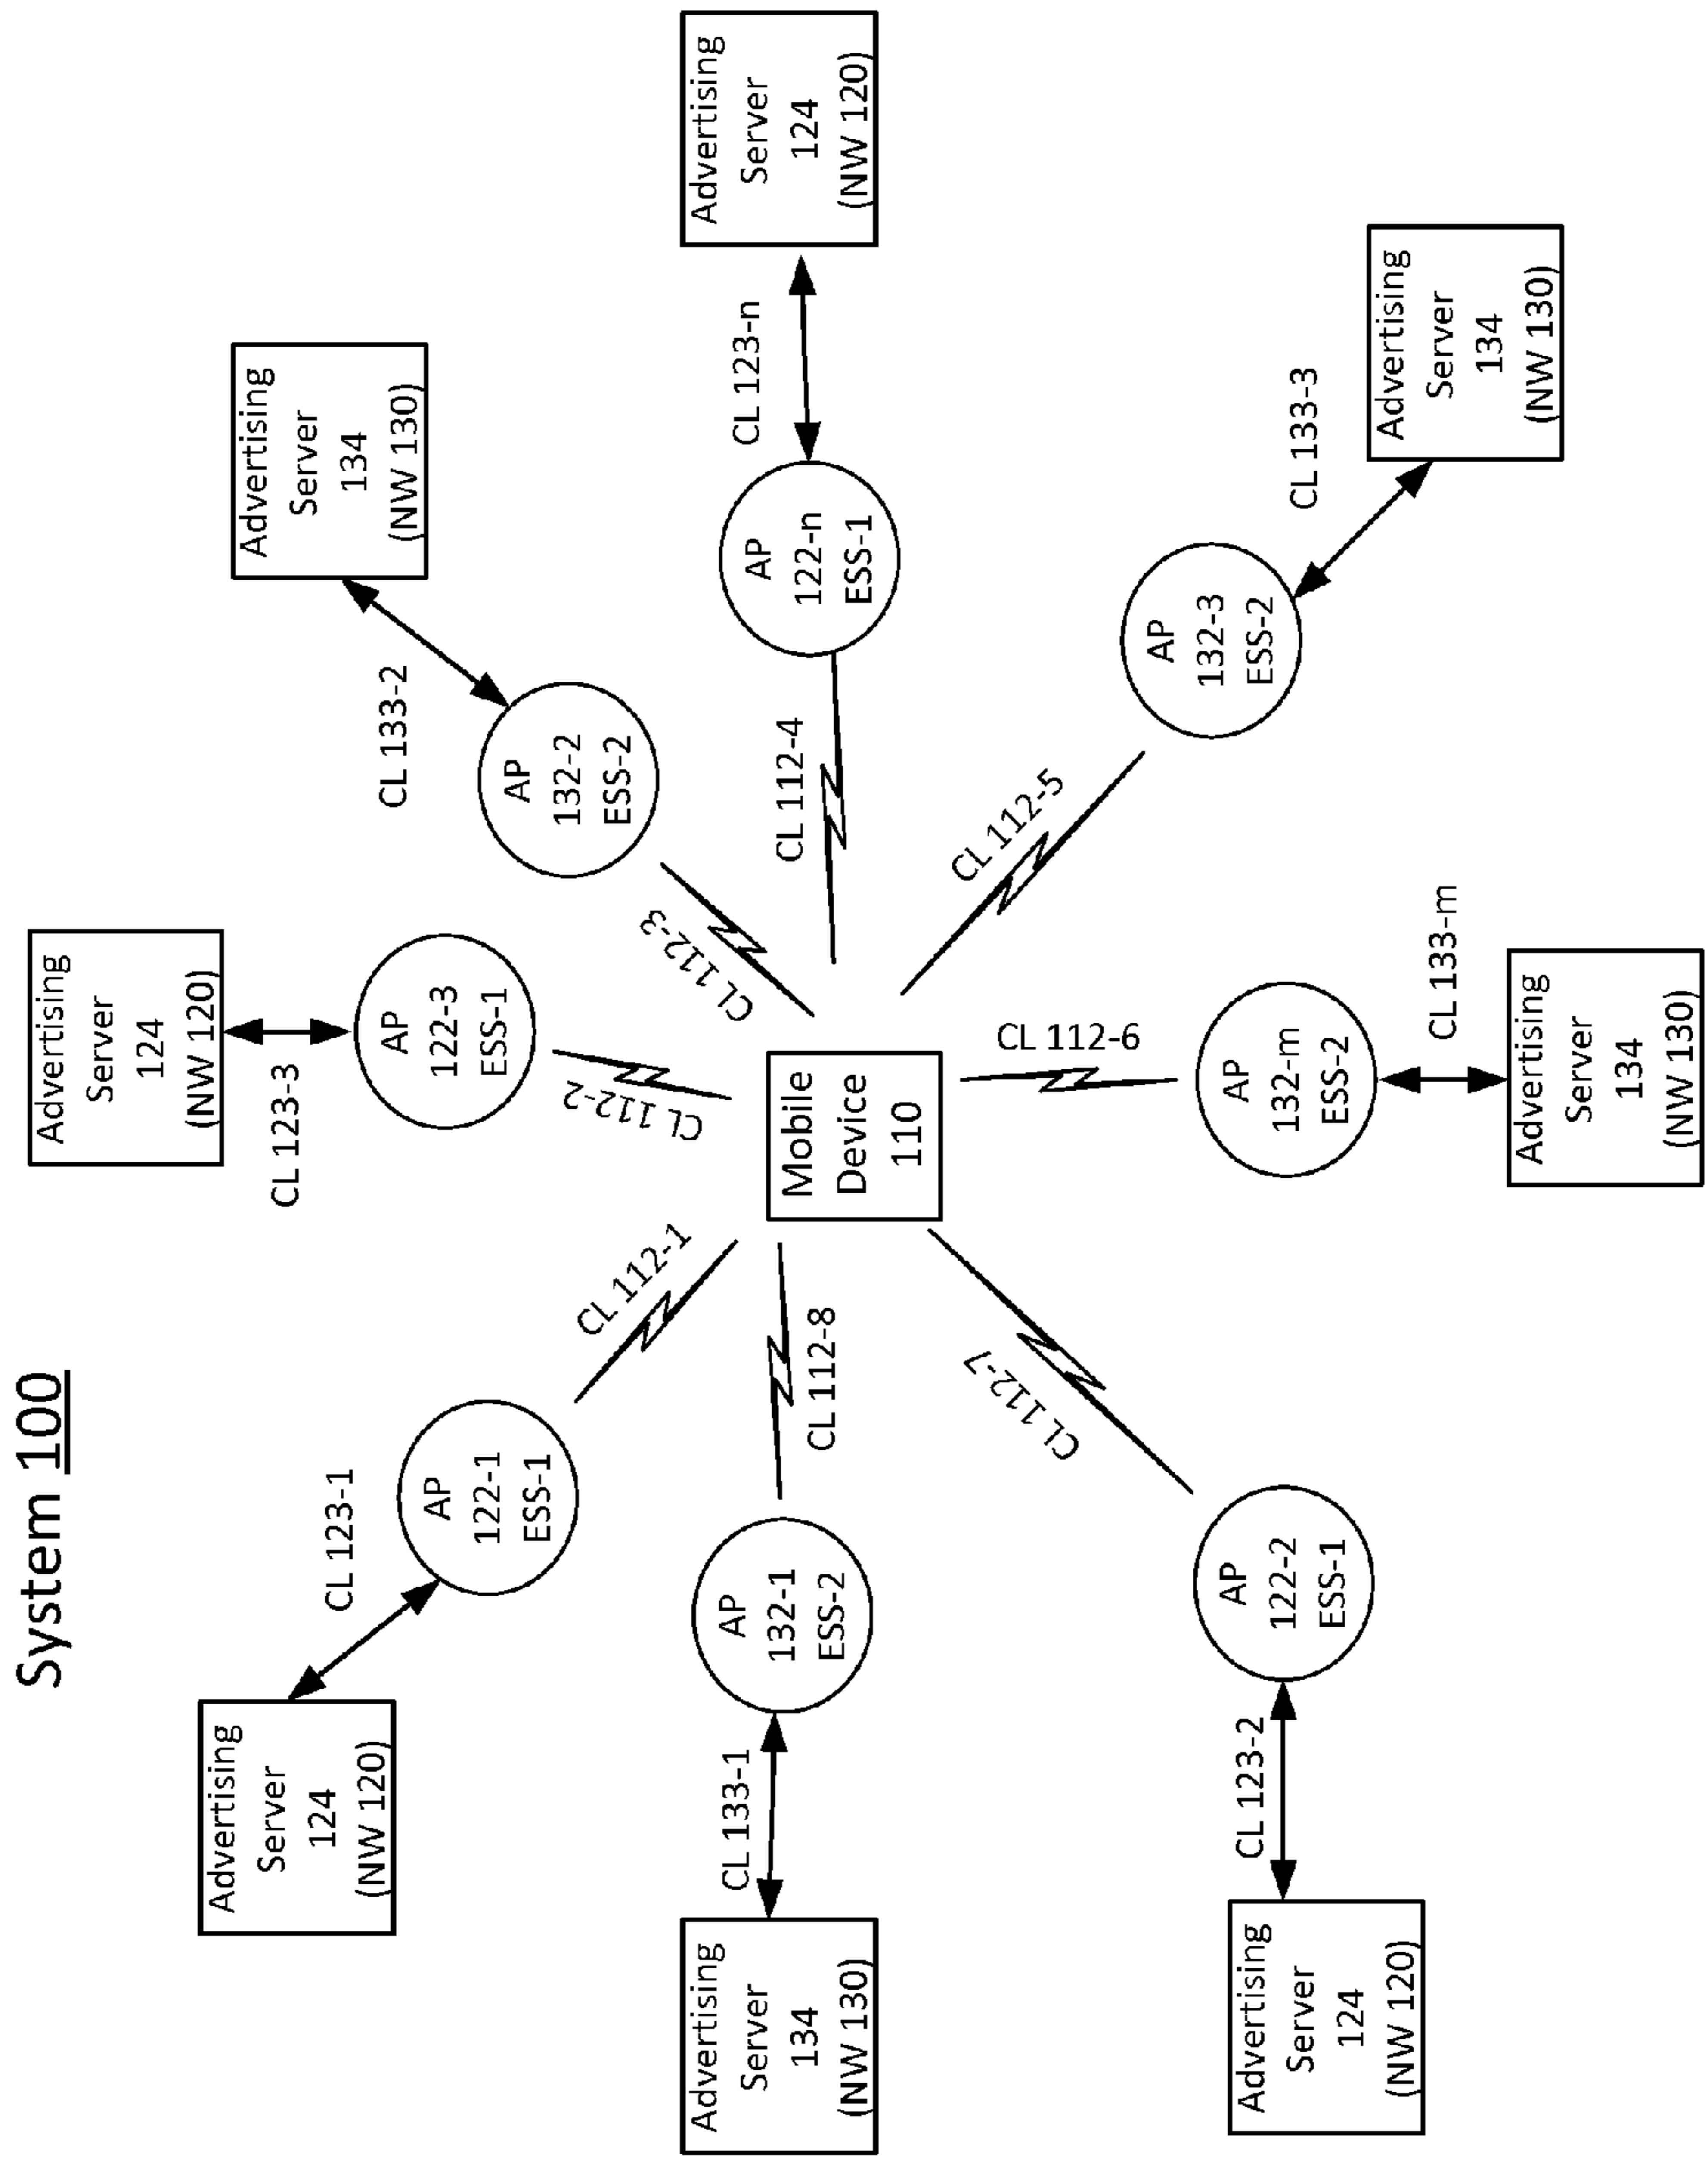 System 100
Advertising
Server
124
(NW 120)
CL 123-1
AP
122-1
ESS-1
CL 112-1
Advertising
Server
124
(NW 120)
CL 123-3
AP
122-3
ESS-1
CL 112-2
Advertising
Server
134
(NW 130)
CL 133-2
AP
132-2
ESS-2
CL 112-3
Advertising
Server
134
(NW 130)
CL 133-1
AP
132-1
ESS-2
CL 112-8
Mobile
Device
110
CL 112-4
AP
122-n
ESS-1
CL 123-n
Advertising
Server
124
(NW 120)
Advertising
Server
124
(NW 120)
CL 123-2
AP
122-2
ESS-1
CL 112-7
CL 112-6
AP
132-m
ESS-2
CL 133-m
Advertising
Server
134
(NW 130)
CL 112-5
AP
132-3
ESS-2
CL 133-3
Advertising
Server
134
(NW 130)